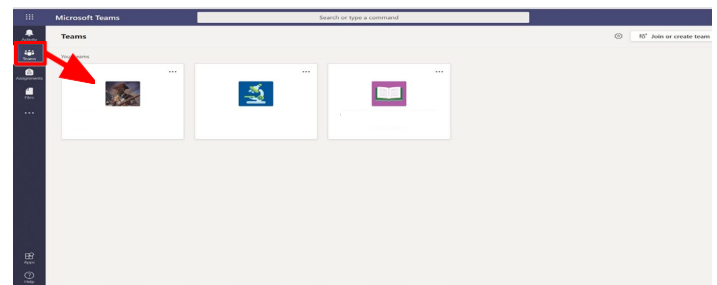 Microsoft Teams
Search or type a command
Activity
Teams
Join or create team
Teams
Your teams
Assignments
Files
Apps
Help